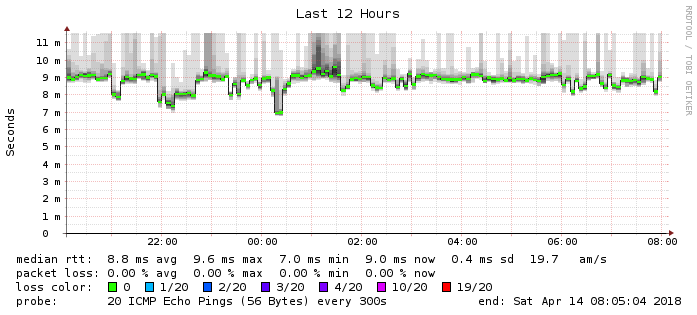 Last 12 Hours
RRDTOOL / TOBI OETIKER
Seconds
11 m
10 m
9 m
8 m
7 m
6 m
5 m
4 m
3 m
2 m
1 m
0
22:00 00:00 02:00 04:00 06:00 08:00
median rtt: 8.8 ms avg 9.6 ms max 7.0 ms min 9.0 ms now 0.4 ms sd 19.7 am/s
packet loss: 0.00 % avg 0.00 % max 0.00 % min 0.00 % now
loss color: 0 1/20 2/20 3/20 4/20 10/20 19/20
probe: 20 ICMP Echo Pings (56 Bytes) every 300s end: Sat Apr 14 08:05:04 2018